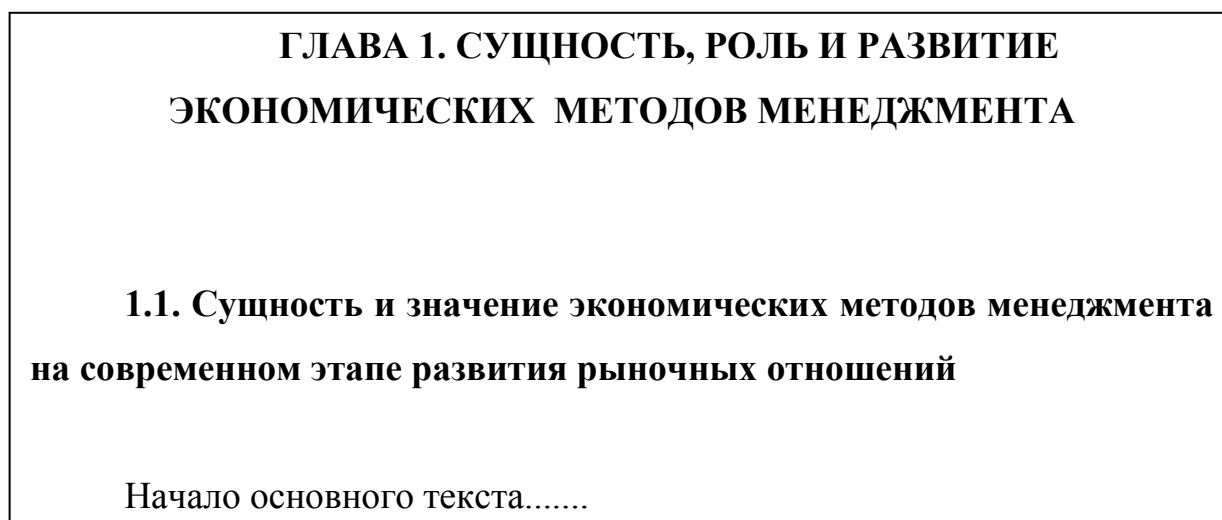 ГЛАВА 1. СУЩНОСТЬ, РОЛЬ И РАЗВИТИЕ
ЭКОНОМИЧЕСКИХ  МЕТОДОВ МЕНЕДЖМЕНТА
1.1. Сущность и значение экономических методов менеджмента
на современном этапе развития рыночных отношений
Начало основного текста.......